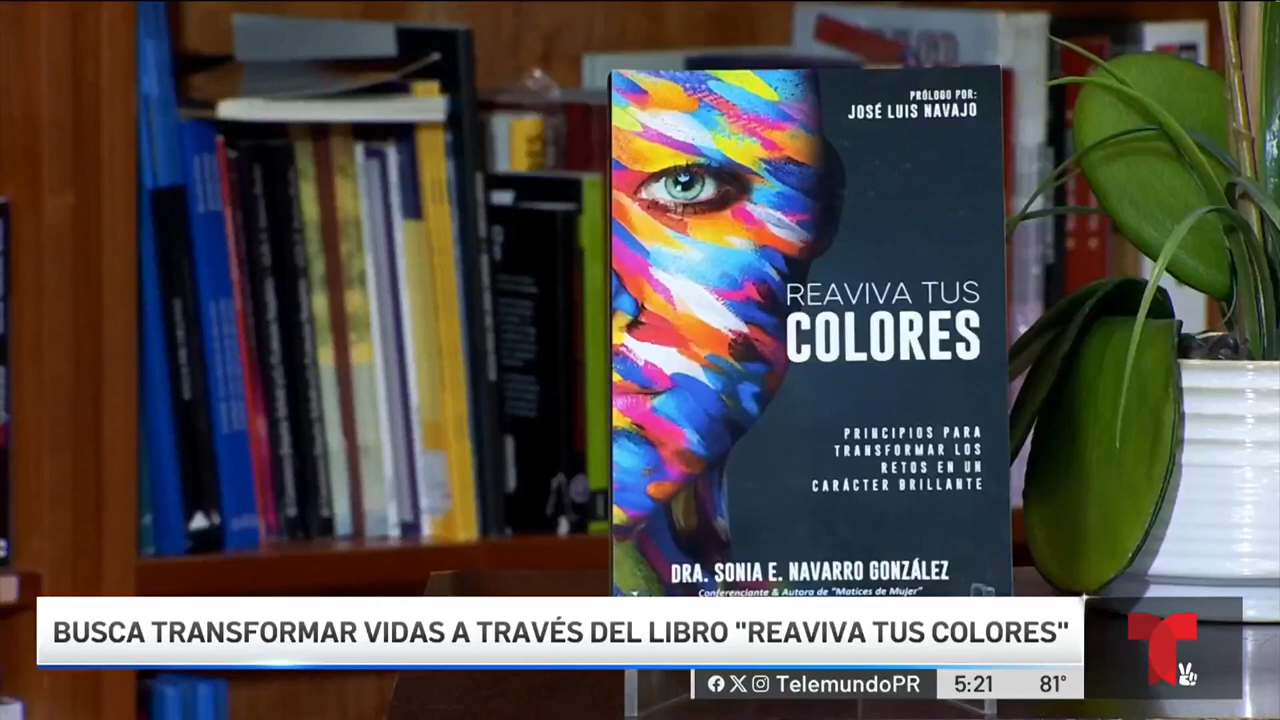 PRÓLOGO POR:
JOSÉ LUIS NAVAJO
REAVIVA TUS
COLORES
PRINCIPIOS PARA
TRANSFORMAR LOS
RETOS EN UN
CARÁCTER BRILLANTE
DRA. SONIA E. NAVARRO GONZÁLEZ
Conferenciante & Autora de "Matices de Mujer"
BUSCA TRANSFORMAR VIDAS A TRAVÉS DEL LIBRO "REAVIVA TUS COLORES"
TelemundoPR 5:21 81°